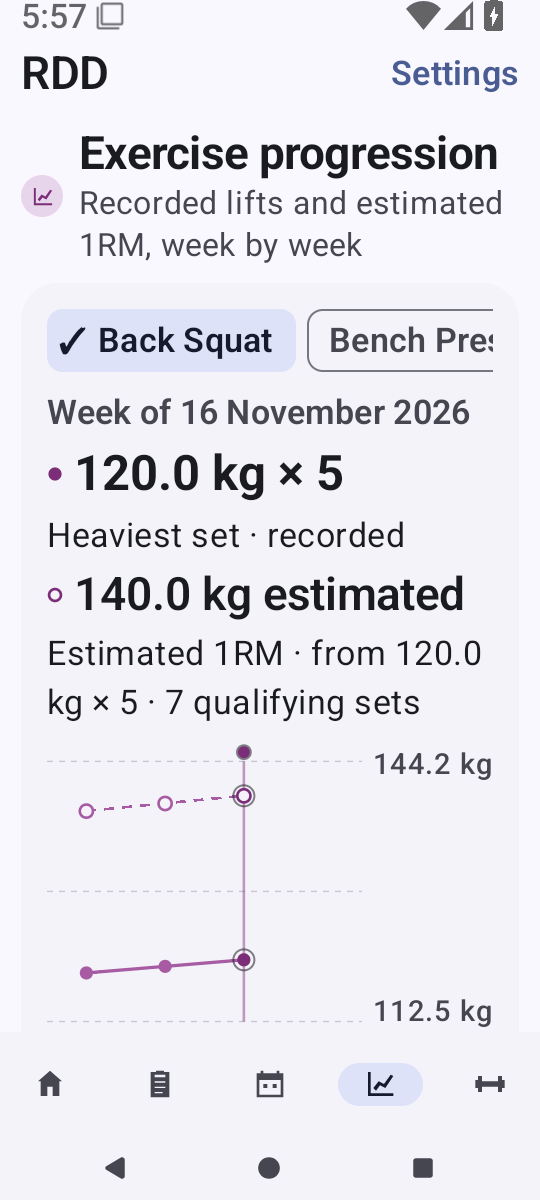 5:57
RDD
Settings
Exercise progression
Recorded lifts and estimated
1RM, week by week
✓ Back Squat
Bench Pres
Week of 16 November 2026
120.0 kg × 5
Heaviest set · recorded
140.0 kg estimated
Estimated 1RM · from 120.0
kg × 5 · 7 qualifying sets
144.2 kg
112.5 kg